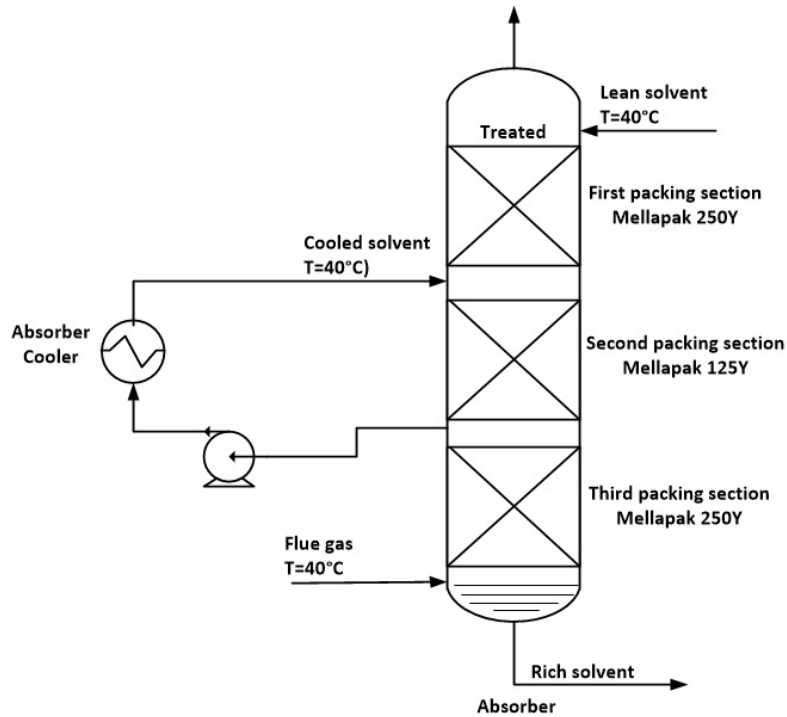 Lean solvent
T=40°C
Treated
First packing section
Mellapak 250Y
Cooled solvent
T=40°C)
Absorber
Cooler
Second packing section
Mellapak 125Y
Third packing section
Mellapak 250Y
Flue gas
T=40°C
Rich solvent
Absorber